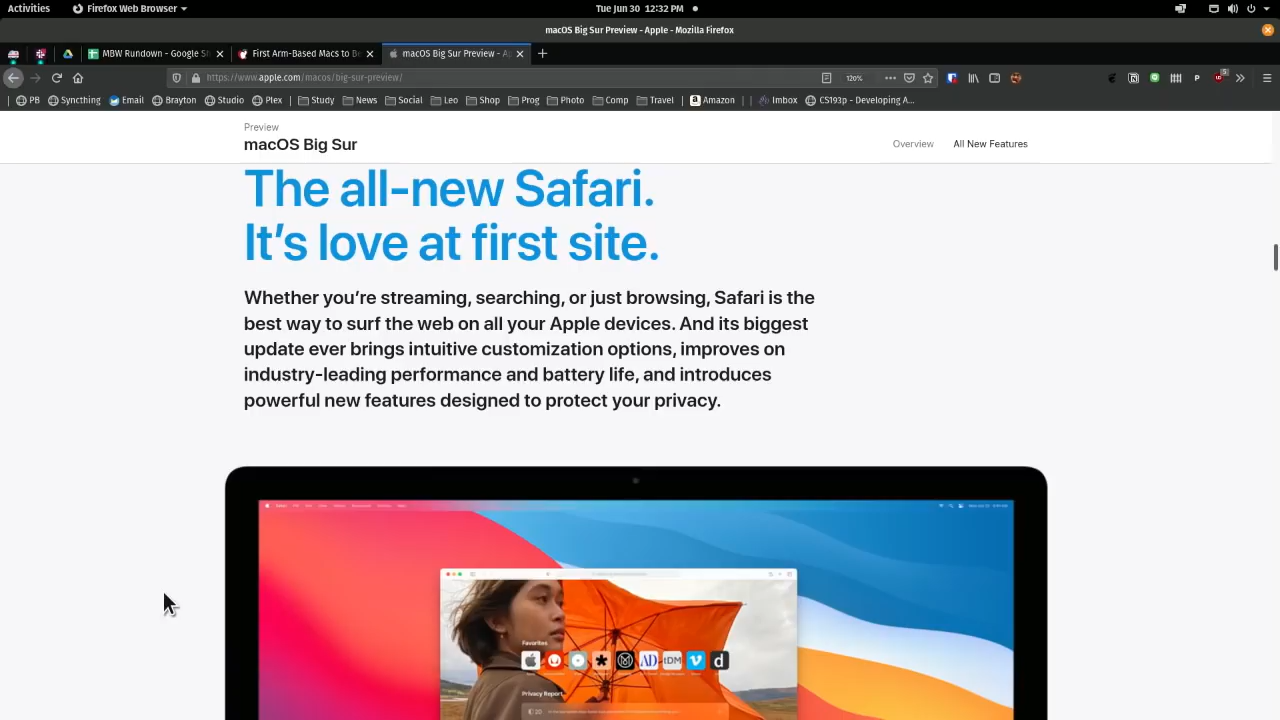 Activities
Firefox Web Browser
Tue Jun 30 12:32 PM
macOS Big Sur Preview - Apple - Mozilla Firefox
MBW Rundown - Google Sh
First Arm-Based Macs to Be
macOS Big Sur Preview - Ap
https://www.apple.com/macos/big-sur-preview/
120%
PB
Syncthing
Email
Brayton
Studio
Plex
Study
News
Social
Leo
Shop
Prog
Photo
Comp
Travel
Amazon
Imbox
CS193p - Developing A...
Preview
macOS Big Sur
Overview
All New Features
The all-new Safari.
It's love at first site.
Whether you're streaming, searching, or just browsing, Safari is the
best way to surf the web on all your Apple devices. And its biggest
update ever brings intuitive customization options, improves on
industry-leading performance and battery life, and introduces
powerful new features designed to protect your privacy.
Favorites
AD
tDM
d
Privacy Report